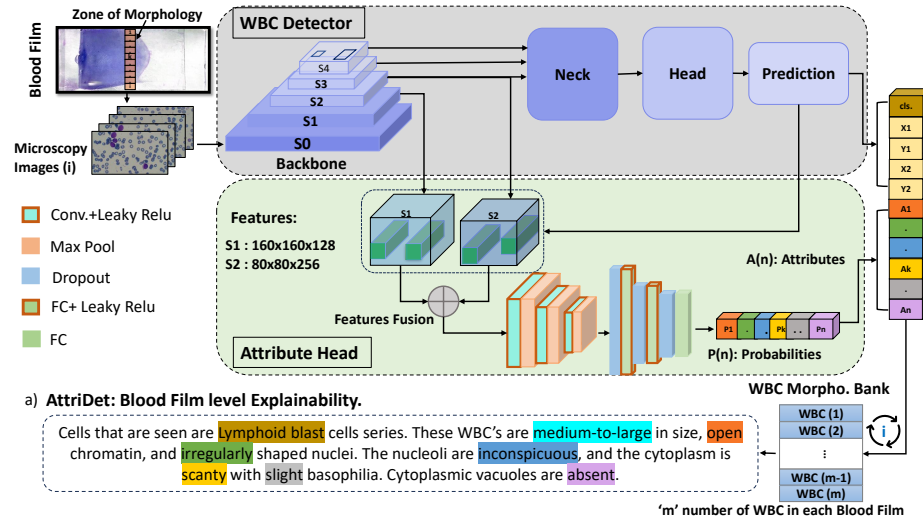 Zone of Morphology
Blood Film
Microscopy
Images (i)
WBC Detector
S4
S3
S2
S1
S0
Backbone
Neck
Head
Prediction
cls.
X1
Y1
X2
Y2
A1
.
.
Ak
.
An
Conv.+Leaky Relu
Max Pool
Dropout
FC+ Leaky Relu
FC
Features:
S1 : 160x160x128
S2 : 80x80x256
S1
S2
Features Fusion
Attribute Head
A(n): Attributes
P1 . . Pk . . Pn
P(n): Probabilities
WBC Morpho. Bank
WBC (1)
WBC (2)
⋮
WBC (m-1)
WBC (m)
i
'm' number of WBC in each Blood Film
a) AttriDet: Blood Film level Explainability.
Cells that are seen are Lymphoid blast cells series. These WBC's are medium-to-large in size, open
chromatin, and irregularly shaped nuclei. The nucleoli are inconspicuous, and the cytoplasm is
scanty with slight basophilia. Cytoplasmic vacuoles are absent.